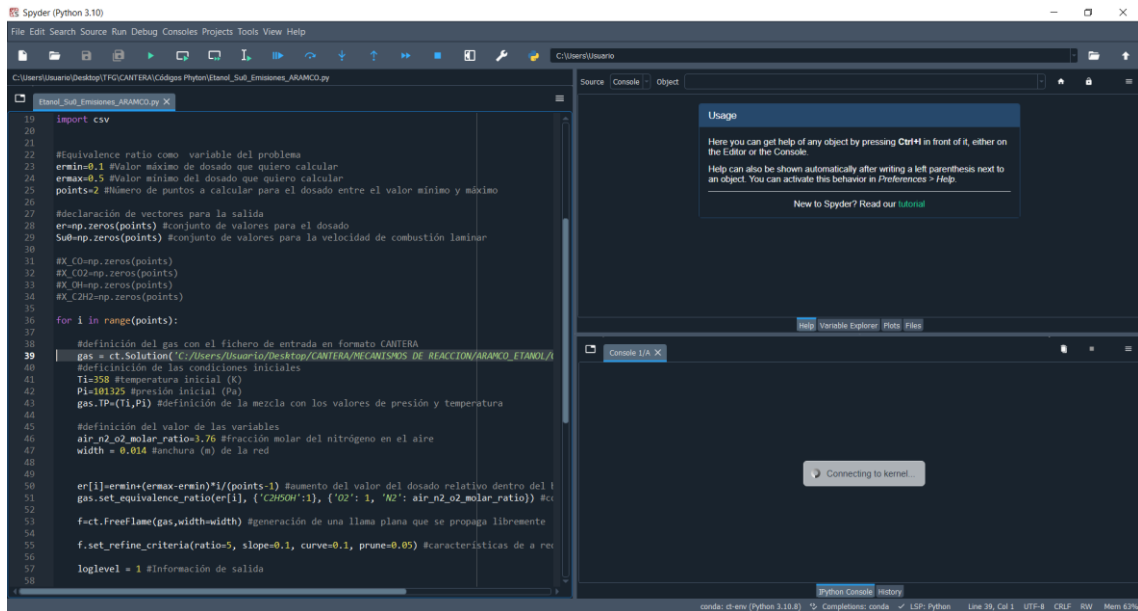 Spyder (Python 3.10)
File Edit Search Source Run Debug Consoles Projects Tools View Help
C:\Users\Usuario
C:\Users\Usuario\Desktop\TFG\CANTERA\Códigos Phyton\Etanol_Su0_Emisiones_ARAMCO.py
Etanol_Su0_Emisiones_ARAMCO.py
19 import csv
20
21
22 #Equivalence ratio como  variable del problema
23 ermin=0.1 #Valor máximo de dosado que quiero calcular
24 ermax=0.5 #Valor mínimo del dosado que quiero calcular
25 points=2 #Número de puntos a calcular para el dosado entre el valor mínimo y máximo
26
27 #declaración de vectores para la salida
28 er=np.zeros(points) #conjunto de valores para el dosado
29 Su0=np.zeros(points) #conjunto de valores para la velocidad de combustión laminar
30
31 #X_CO=np.zeros(points)
32 #X_CO2=np.zeros(points)
33 #X_OH=np.zeros(points)
34 #X_C2H2=np.zeros(points)
35
36 for i in range(points):
37
38 #definición del gas con el fichero de entrada en formato CANTERA
39 gas = ct.Solution('C:/Users/Usuario/Desktop/CANTERA/MECANISMOS DE REACCION/ARAMCO_ETANOL/
40 #deficinición de las condiciones iniciales
41 Ti=358 #temperatura inicial (K)
42 Pi=101325 #presión inicial (Pa)
43 gas.TP=(Ti,Pi) #definición de la mezcla con los valores de presión y temperatura
44
45 #definición del valor de las variables
46 air_n2_o2_molar_ratio=3.76 #fracción molar del nitrógeno en el aire
47 width = 0.014 #anchura (m) de la red
48
49
50 er[i]=ermin+(ermax-ermin)*i/(points-1) #aumento del valor del dosado relativo dentro del
51 gas.set_equivalence_ratio(er[i], {'C2H5OH':1}, {'O2': 1, 'N2': air_n2_o2_molar_ratio})
52
53 f=ct.FreeFlame(gas,width=width) #generación de una llama plana que se propaga libremente
54
55 f.set_refine_criteria(ratio=5, slope=0.1, curve=0.1, prune=0.05) #características de a
56
57 loglevel = 1 #Información de salida
58
Source Console Object
Usage
Here you can get help of any object by pressing Ctrl+I in front of it, either on
the Editor or the Console.
Help can also be shown automatically after writing a left parenthesis next to
an object. You can activate this behavior in Preferences > Help.
New to Spyder? Read our tutorial
Help Variable Explorer Plots Files
Console 1/A
Connecting to kernel...
IPython Console History
conda: ct-env (Python 3.10.8) Completions: conda LSP: Python Line 39, Col 1 UTF-8 CRLF RW Mem 63%